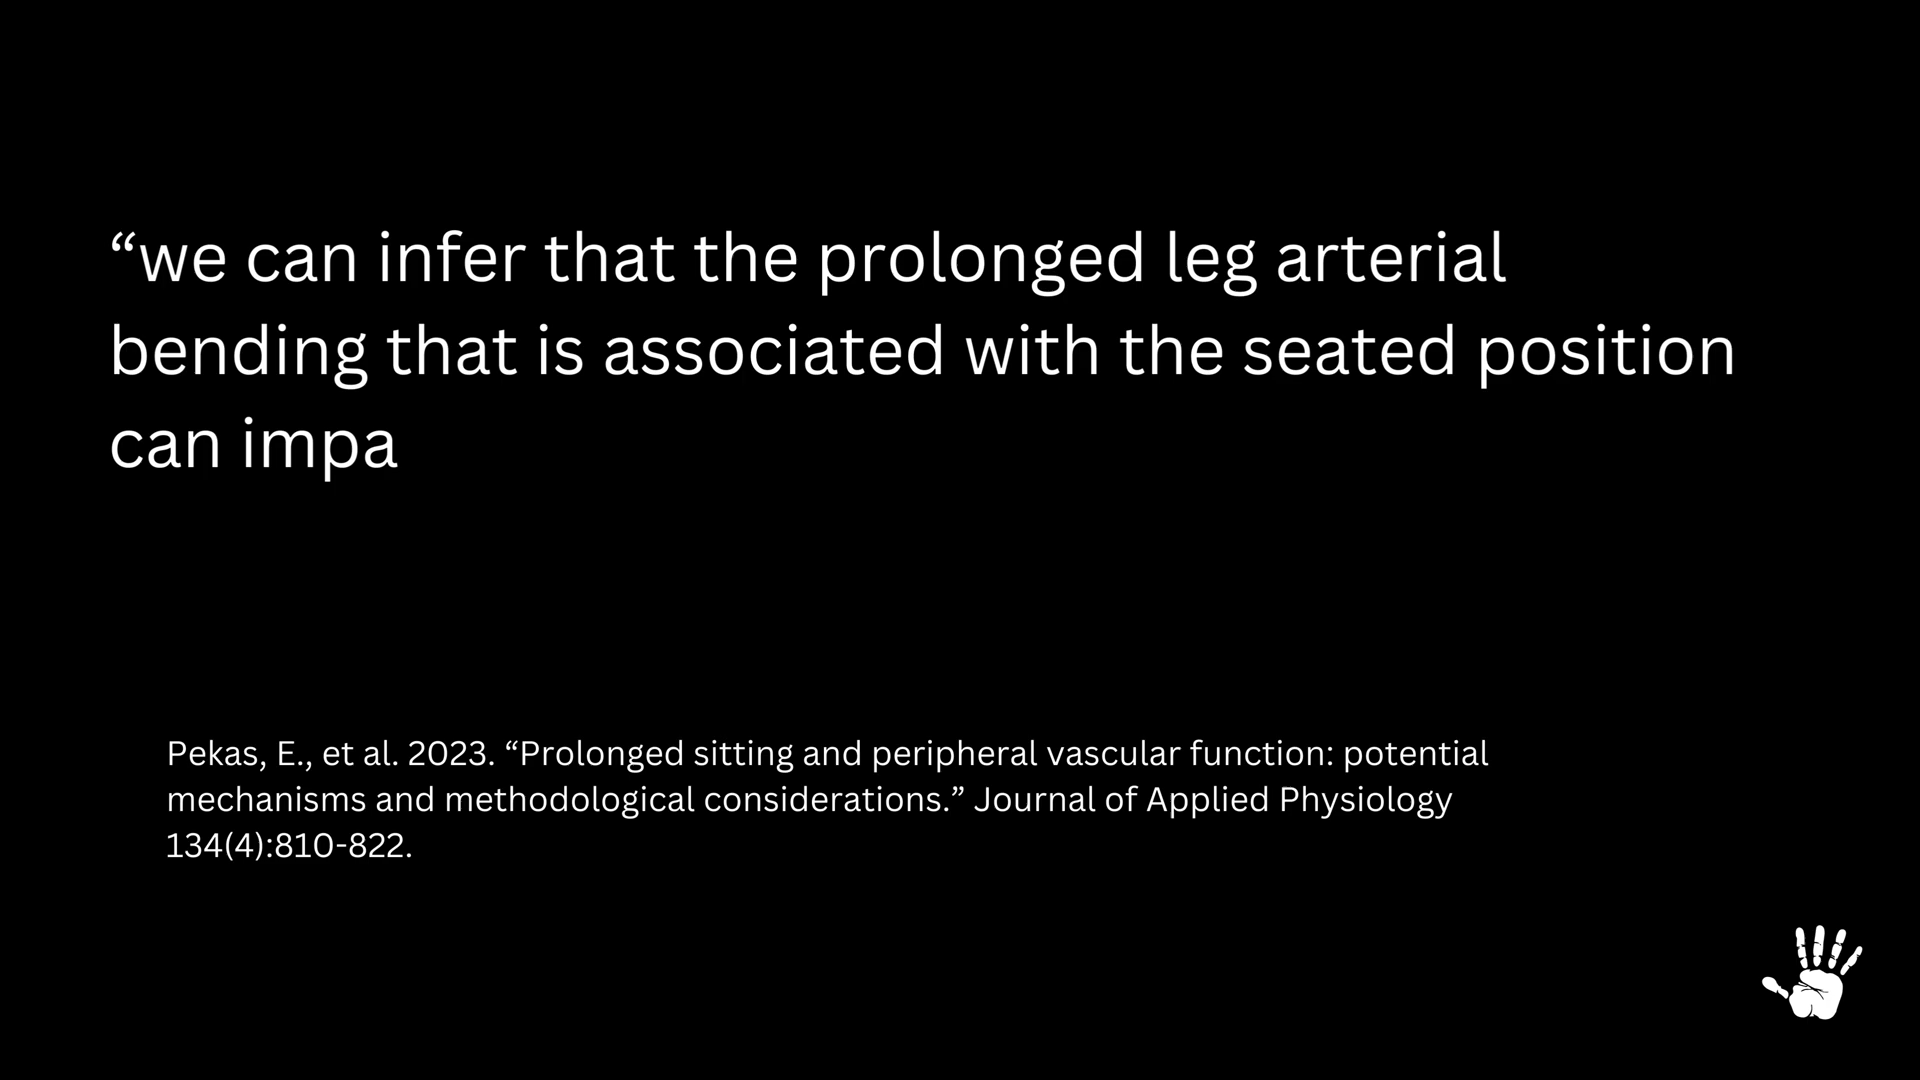 “we can infer that the prolonged leg arterial
bending that is associated with the seated position
can impa
Pekas, E., et al. 2023. “Prolonged sitting and peripheral vascular function: potential
mechanisms and methodological considerations.” Journal of Applied Physiology
134(4):810-822.